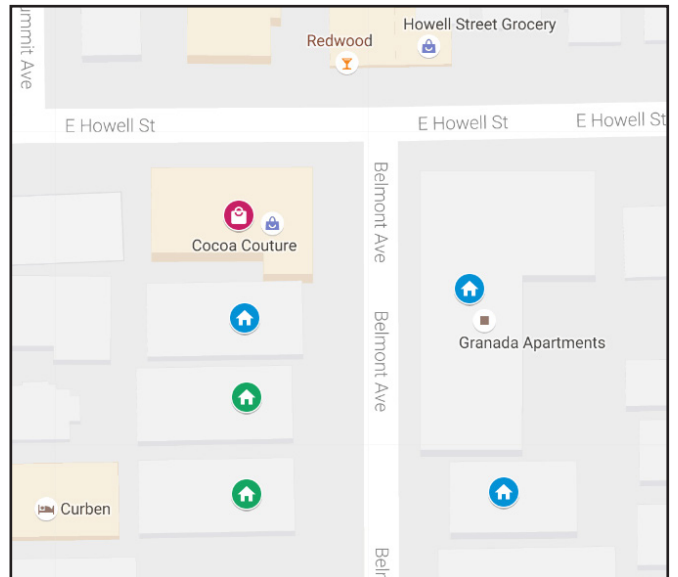 Howell Street Grocery
Redwood
ummit Ave
E Howell St
E Howell St
E Howell St
Belmont Ave
Cocoa Couture
Belmont Ave
Granada Apartments
Curben
Beln